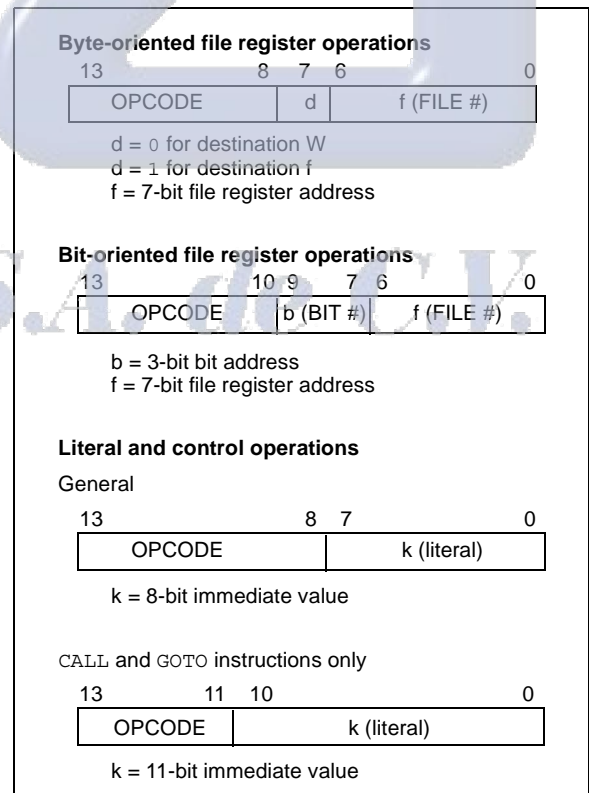 Byte-oriented file register operations
13 8 7 6 0
OPCODE d f (FILE #)
d = 0 for destination W
d = 1 for destination f
f = 7-bit file register address
Bit-oriented file register operations
13 10 9 7 6 0
OPCODE b (BIT #) f (FILE #)
b = 3-bit bit address
f = 7-bit file register address
Literal and control operations
General
13 8 7 0
OPCODE k (literal)
k = 8-bit immediate value
CALL and GOTO instructions only
13 11 10 0
OPCODE k (literal)
k = 11-bit immediate value
S.A. de C.V.